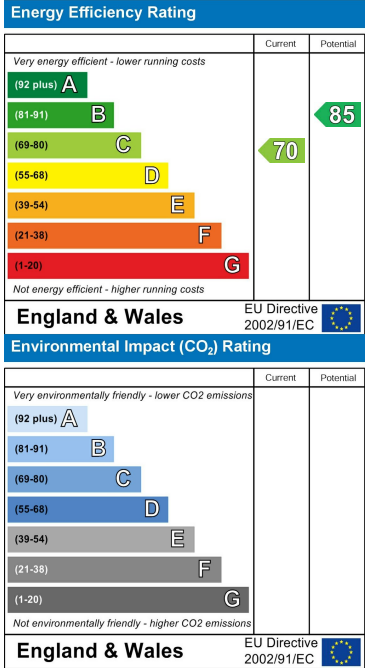 Energy Efficiency Rating
Current Potential
Very energy efficient - lower running costs
(92 plus) A
(81-91) B
85
(69-80) C
70
(55-68) D
(39-54) E
(21-38) F
(1-20) G
Not energy efficient - higher running costs
England & Wales
EU Directive
2002/91/EC
Environmental Impact (CO₂) Rating
Current Potential
Very environmentally friendly - lower CO2 emissions
(92 plus) A
(81-91) B
(69-80) C
(55-68) D
(39-54) E
(21-38) F
(1-20) G
Not environmentally friendly - higher CO2 emissions
England & Wales
EU Directive
2002/91/EC